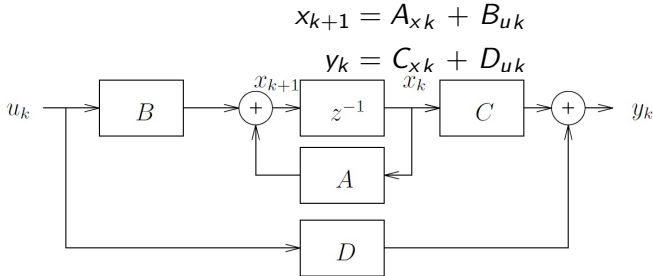 x_{k+1} = A_{xk} + B_{uk}
y_k = C_{xk} + D_{uk}
x_{k+1} x_k
u_k B + z^{-1} C + y_k
A
D